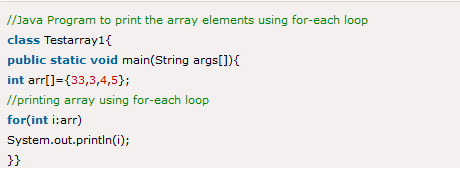 //Java Program to print the array elements using for-each loop
class Testarray1{
public static void main(String args[]){
int arr[]={33,3,4,5};
//printing array using for-each loop
for(int i:arr)
System.out.println(i);
}}